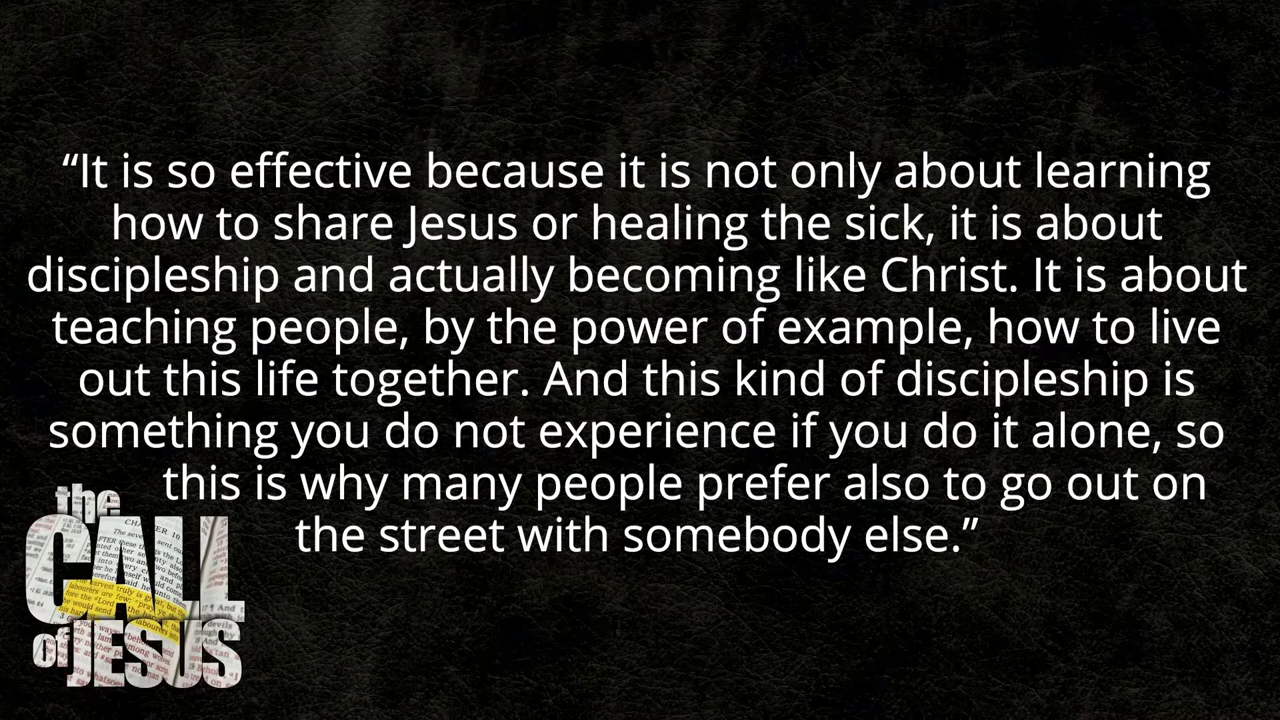 “It is so effective because it is not only about learning
how to share Jesus or healing the sick, it is about
discipleship and actually becoming like Christ. It is about
teaching people, by the power of example, how to live
out this life together. And this kind of discipleship is
something you do not experience if you do it alone, so
this is why many people prefer also to go out on
the street with somebody else.”
the
CALL
of JESUS